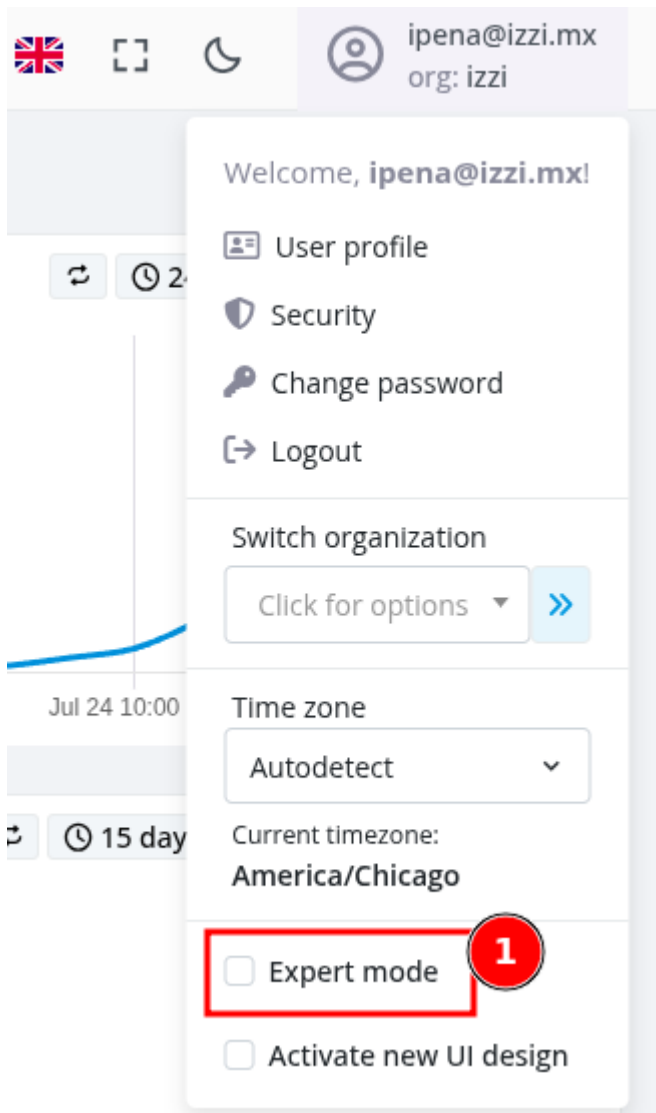 ipena@izzi.mx
org: izzi
Welcome, ipena@izzi.mx!
User profile
24
Security
Change password
Logout
Switch organization
Click for options
Jul 24 10:00
Time zone
Autodetect
15 day
Current timezone:
America/Chicago
1
Expert mode
Activate new UI design